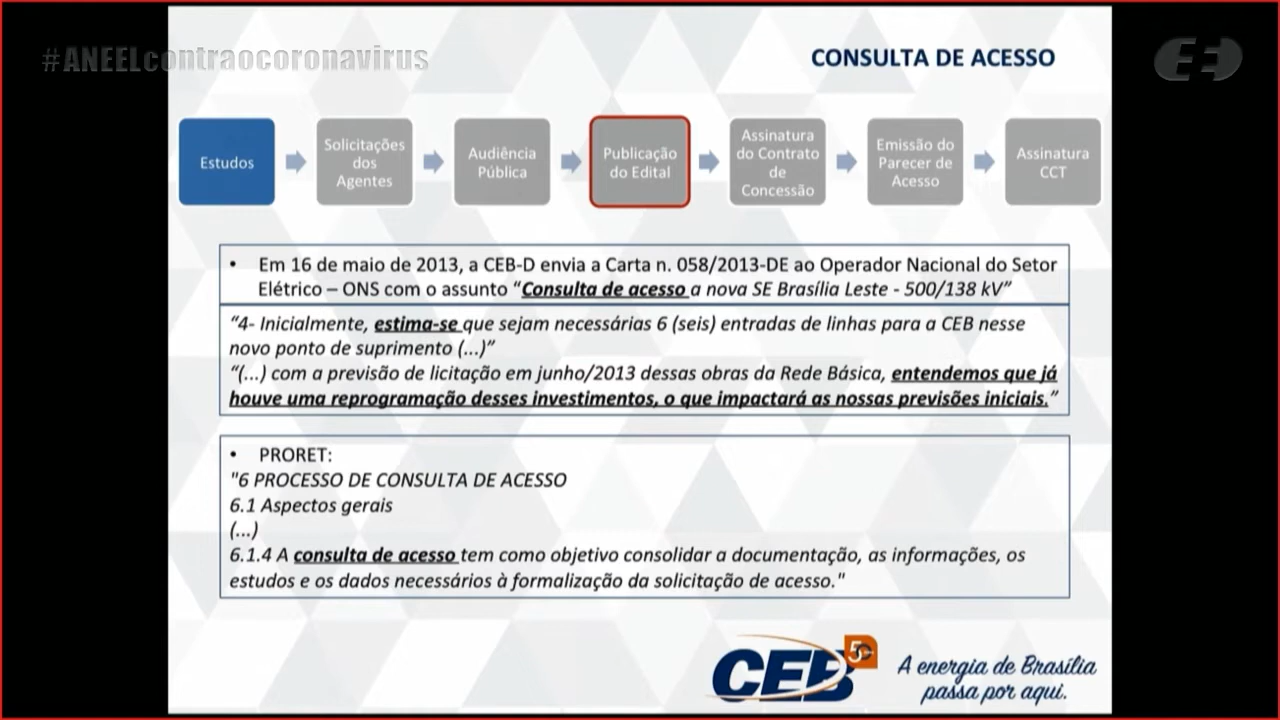 #ANEELcontraocoronavirus
CONSULTA DE ACESSO
Estudos
Solicitações
dos
Agentes
Audiência
Pública
Publicação
do Edital
Assinatura
do Contrato
de
Concessão
Emissão do
Parecer de
Acesso
Assinatura
CCT
• Em 16 de maio de 2013, a CEB-D envia a Carta n. 058/2013-DE ao Operador Nacional do Setor
Elétrico – ONS com o assunto “Consulta de acesso a nova SE Brasília Leste - 500/138 kV”
“4- Inicialmente, estima-se que sejam necessárias 6 (seis) entradas de linhas para a CEB nesse
novo ponto de suprimento (...)”
“(...) com a previsão de licitação em junho/2013 dessas obras da Rede Básica, entendemos que já
houve uma reprogramação desses investimentos, o que impactará as nossas previsões iniciais.”
• PRORET:
"6 PROCESSO DE CONSULTA DE ACESSO
6.1 Aspectos gerais
(...)
6.1.4 A consulta de acesso tem como objetivo consolidar a documentação, as informações, os
estudos e os dados necessários à formalização da solicitação de acesso."
CEB
A energia de Brasília
passa por aqui.